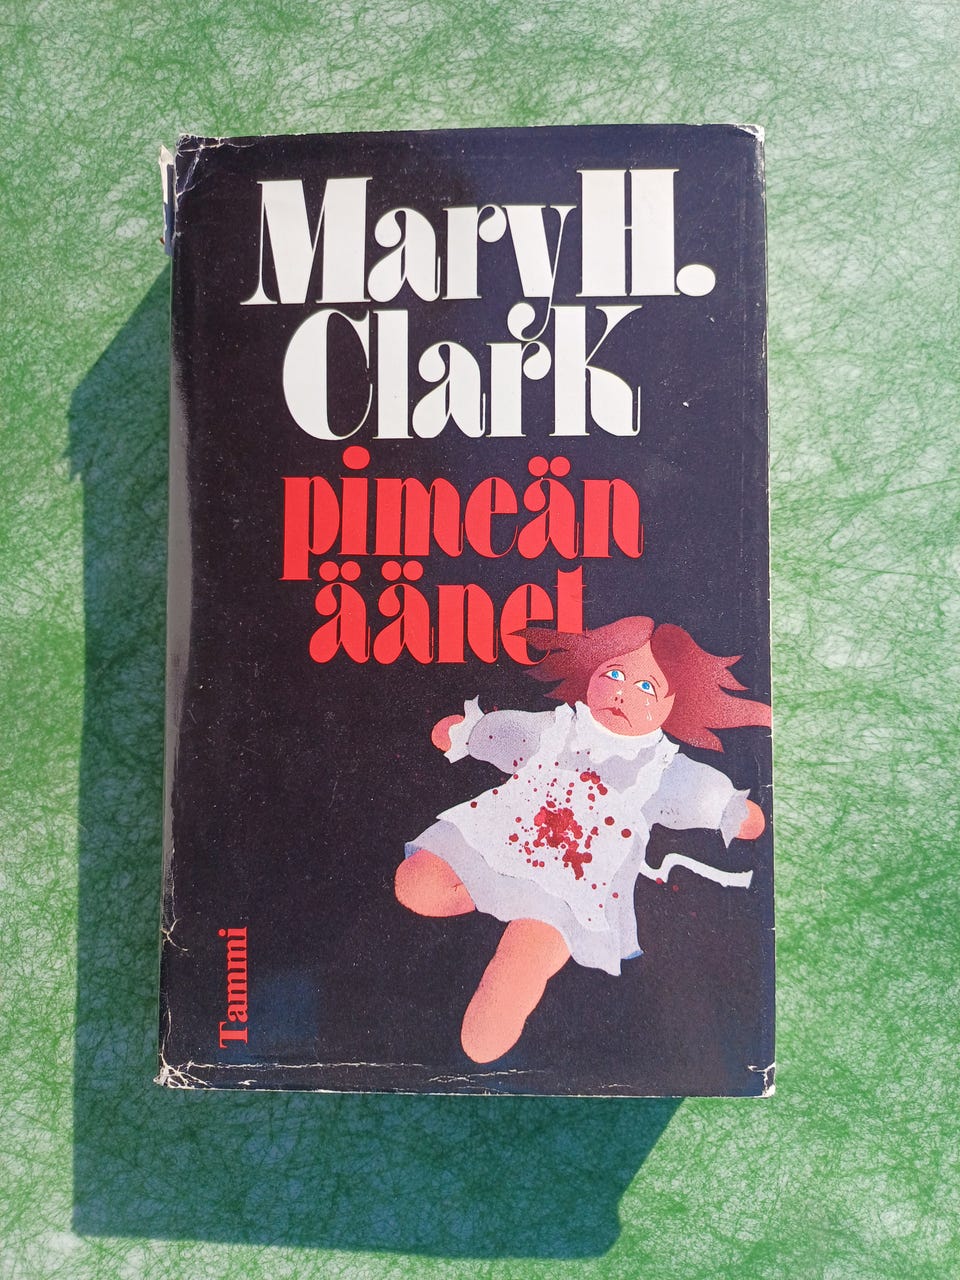 Mary H.
Clark
pimeän
äänet
Tammi